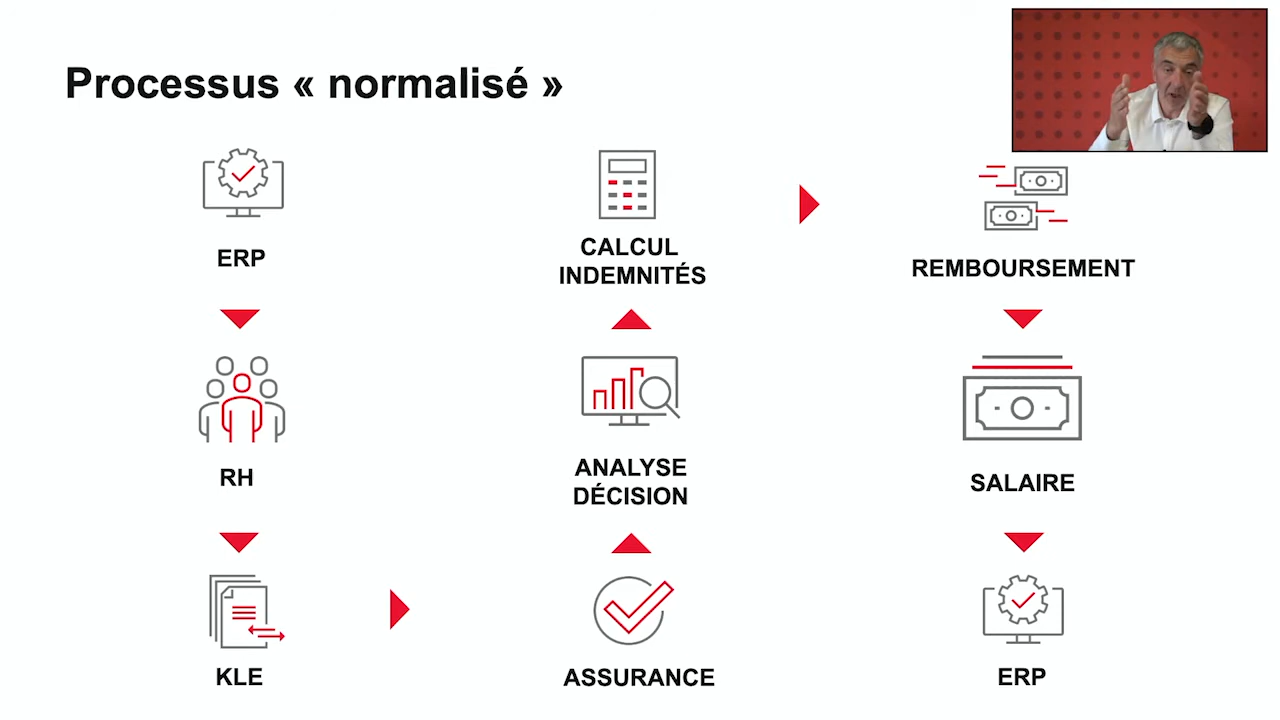 Processus « normalisé »
ERP
RH
KLE
ASSURANCE
ANALYSE
DÉCISION
CALCUL
INDEMNITÉS
REMBOURSEMENT
SALAIRE
ERP